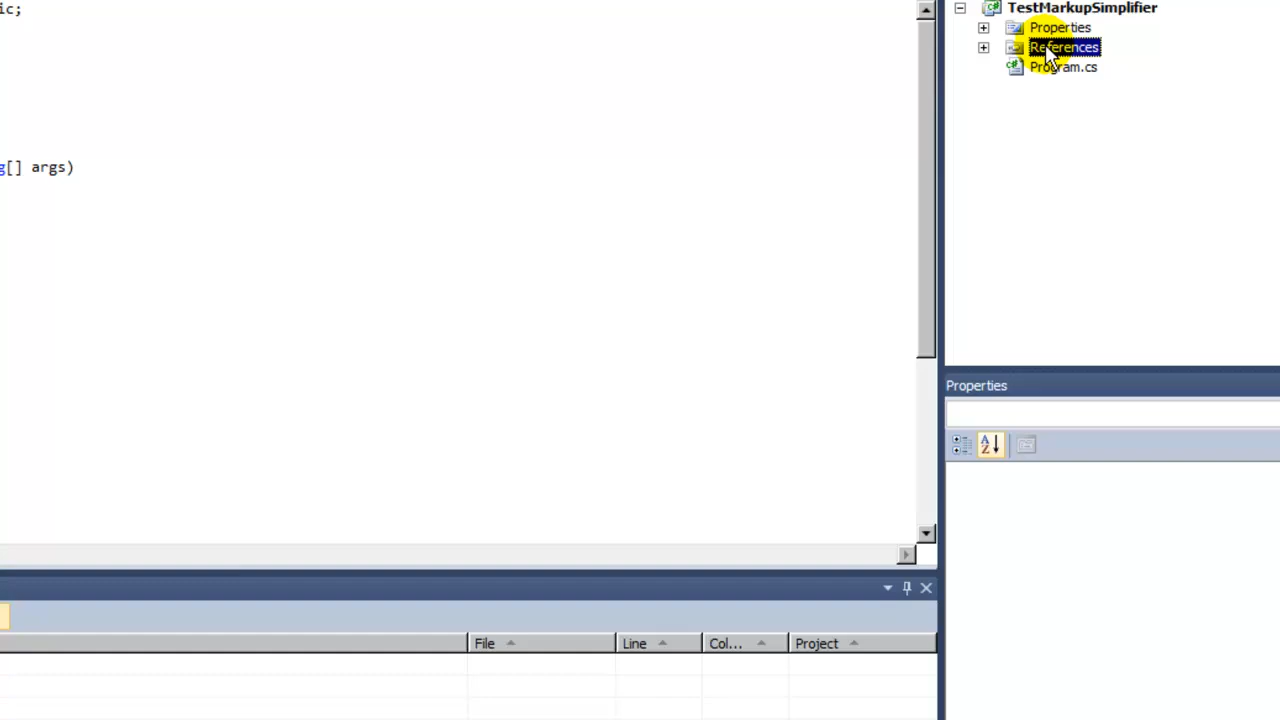 ic;
TestMarkupSimplifier
Properties
References
Program.cs
g[] args)
Properties
File
Line
Col...
Project